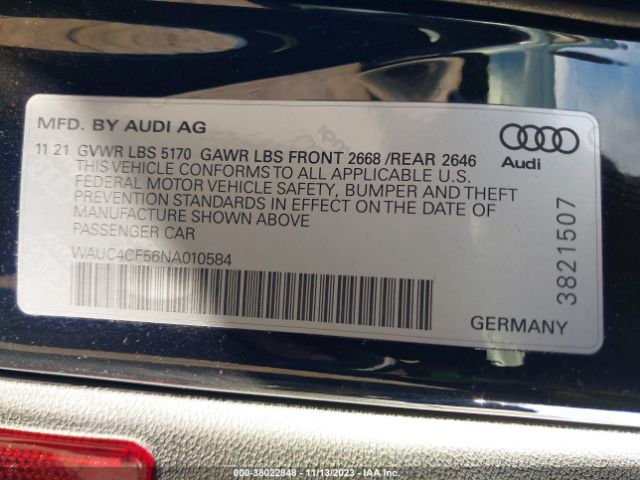 MFD. BY AUDI AG
11 21 GVWR LBS 5170 GAWR LBS FRONT 2668 /REAR 2646
THIS VEHICLE CONFORMS TO ALL APPLICABLE U.S.
FEDERAL MOTOR VEHICLE SAFETY, BUMPER AND THEFT
PREVENTION STANDARDS IN EFFECT ON THE DATE OF
MANUFACTURE SHOWN ABOVE
PASSENGER CAR
WAUC4CF56NA010584
Audi
3821507
GERMANY
000-38022848 - 11/13/2023 - IAA Inc.